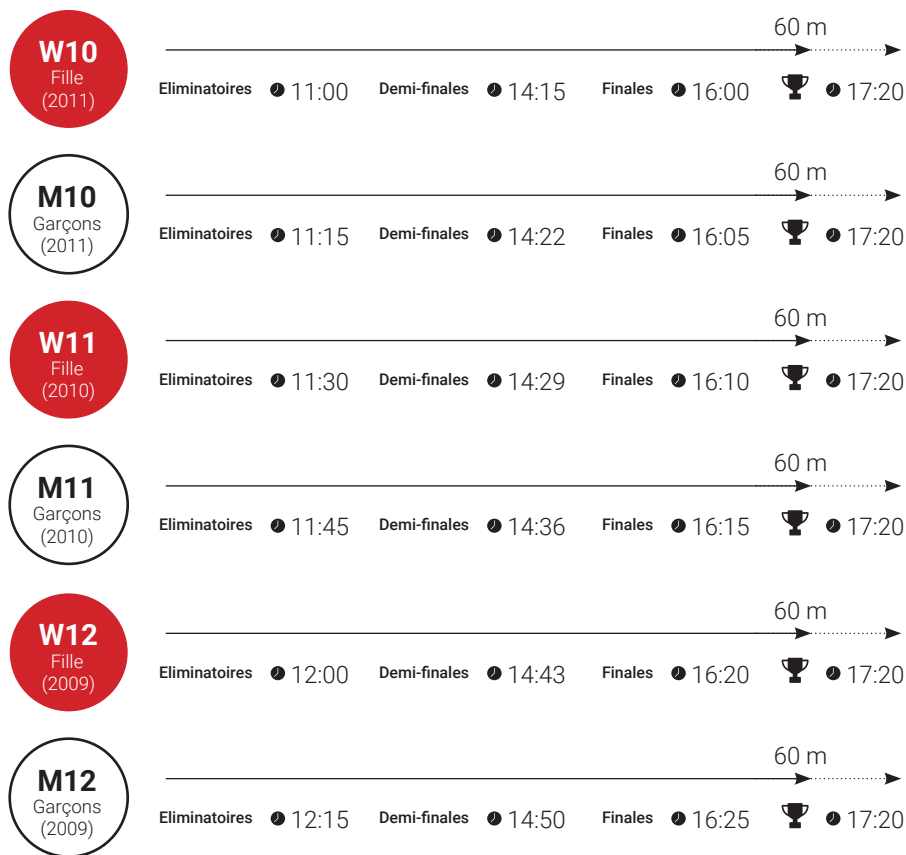 60 m
W10
Fille
(2011)
Eliminatoires 11:00 Demi-finales 14:15 Finales 16:00 17:20
60 m
M10
Garçons
(2011)
Eliminatoires 11:15 Demi-finales 14:22 Finales 16:05 17:20
60 m
W11
Fille
(2010)
Eliminatoires 11:30 Demi-finales 14:29 Finales 16:10 17:20
60 m
M11
Garçons
(2010)
Eliminatoires 11:45 Demi-finales 14:36 Finales 16:15 17:20
60 m
W12
Fille
(2009)
Eliminatoires 12:00 Demi-finales 14:43 Finales 16:20 17:20
60 m
M12
Garçons
(2009)
Eliminatoires 12:15 Demi-finales 14:50 Finales 16:25 17:20